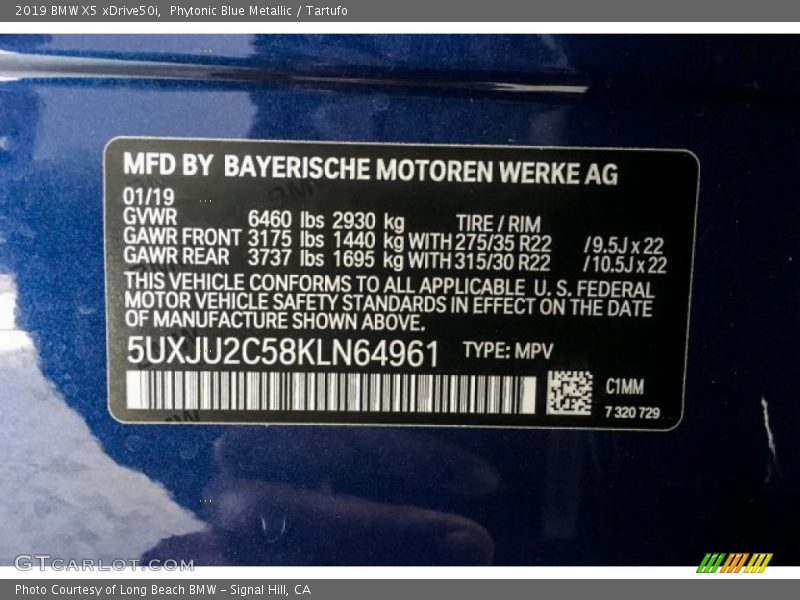 2019 BMW X5 xDrive50i, Phytonic Blue Metallic / Tartufo
MFD BY BAYERISCHE MOTOREN WERKE AG
01/19
GVWR 6460 lbs 2930 kg TIRE / RIM
GAWR FRONT 3175 lbs 1440 kg WITH 275/35 R22 /9.5J x 22
GAWR REAR 3737 lbs 1695 kg WITH 315/30 R22 /10.5J x 22
THIS VEHICLE CONFORMS TO ALL APPLICABLE U.S. FEDERAL
MOTOR VEHICLE SAFETY STANDARDS IN EFFECT ON THE DATE
OF MANUFACTURE SHOWN ABOVE.
5UXJU2C58KLN64961 TYPE: MPV
C1MM
7 320 729
GTCARLOT.COM
Photo Courtesy of Long Beach BMW - Signal Hill, CA